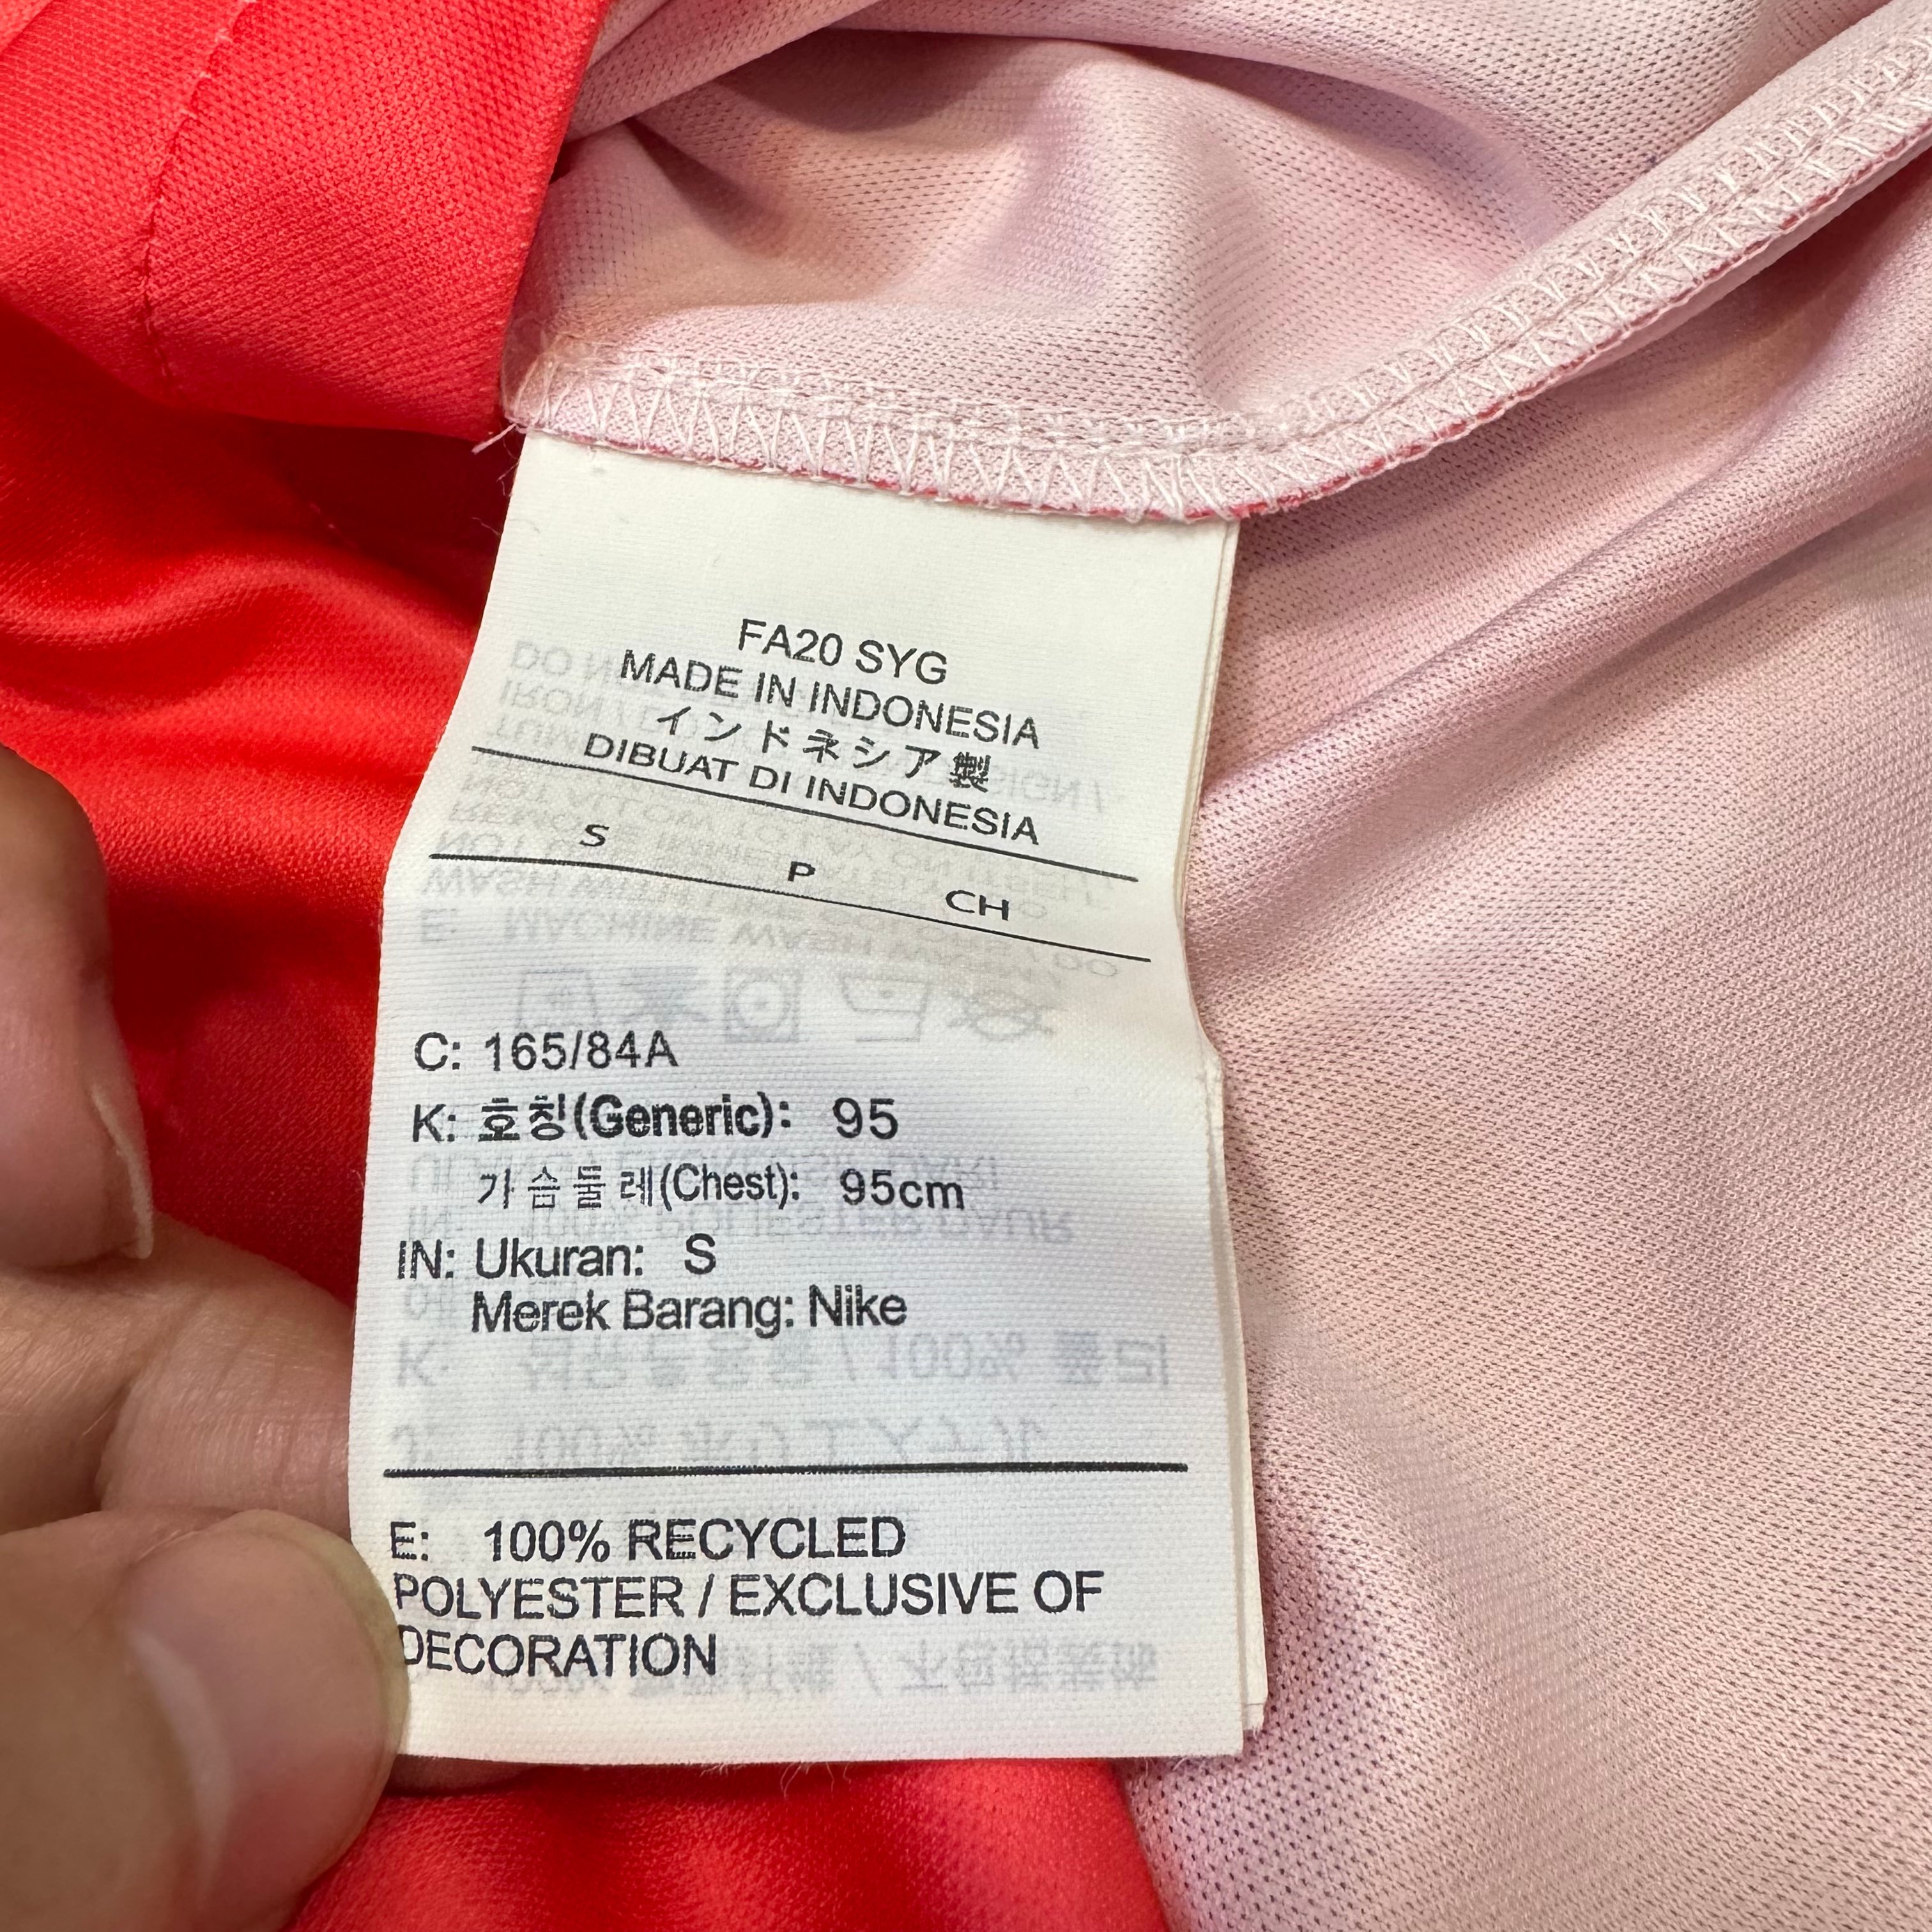 FA20 SYG
MADE IN INDONESIA
インドネシア製
DIBUAT DI INDONESIA
S P CH
C: 165/84A
K: 호칭(Generic): 95
가슴둘레(Chest): 95cm
IN: Ukuran: S
Merek Barang: Nike
E: 100% RECYCLED
POLYESTER / EXCLUSIVE OF
DECORATION